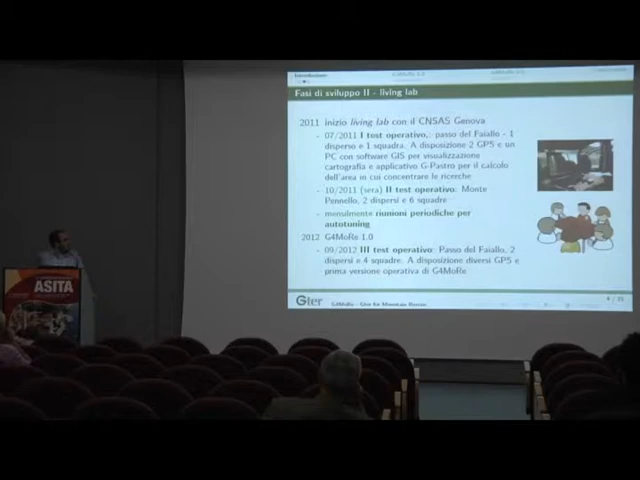 Introduzione G4MoRe 1.0
Fasi di sviluppo II - living lab
2011 inizio living lab con il CNSAS Genova
- 07/2011 I test operativo,: passo del Faiallo - 1
disperso e 1 squadra. A disposizione 2 GPS e un
PC con software GIS per visualizzazione
cartografia e applicativo G-Pastro per il calcolo
dell'area in cui concentrare le ricerche
- 10/2011 (sera) II test operativo: Monte
Pennello, 2 dispersi e 6 squadre
- mensilmente riunioni periodiche per
autotuning
2012 G4MoRe 1.0
- 09/2012 III test operativo: Passo del Faiallo, 2
dispersi e 4 squadre. A disposizione diversi GPS e
prima versione operativa di G4MoRe
Gter G4MoRe - Gter for Mountain Rescue
ASITA